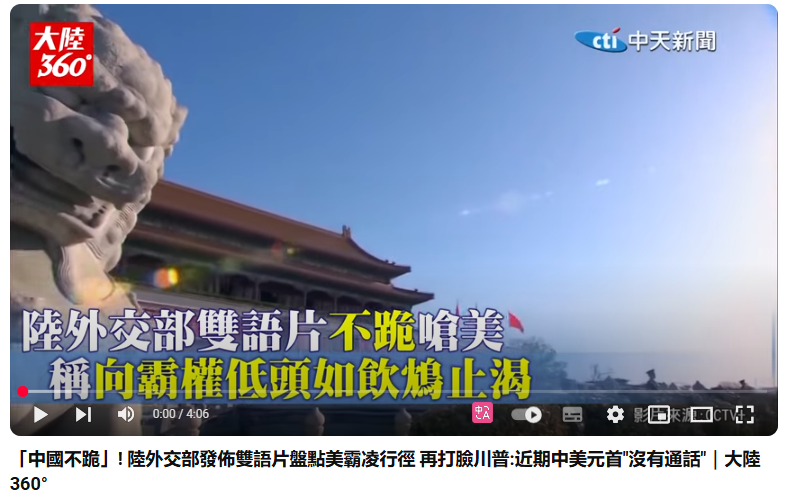 大陸
360°
cti 中天新聞
陸外交部雙語片不跪嗆美
稱向霸權低頭如飲鴆止渴
0:00 / 4:06
影片來源:CCTV+
「中國不跪」! 陸外交部發佈雙語片盤點美霸凌行徑 再打臉川普:近期中美元首"沒有通話"｜大陸
360°